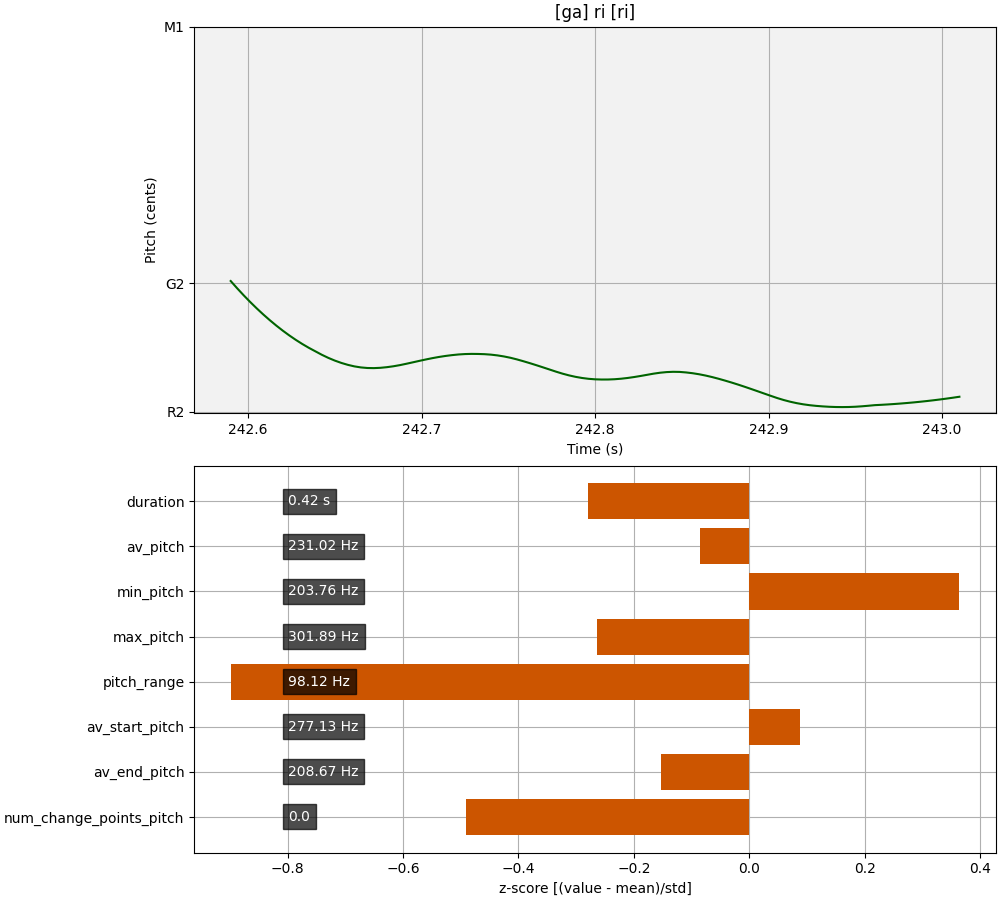 [ga] ri [ri]
M1
G2
R2
Pitch (cents)
242.6 242.7 242.8 242.9 243.0
Time (s)
duration 0.42 s
av_pitch 231.02 Hz
min_pitch 203.76 Hz
max_pitch 301.89 Hz
pitch_range 98.12 Hz
av_start_pitch 277.13 Hz
av_end_pitch 208.67 Hz
num_change_points_pitch 0.0
−0.8 −0.6 −0.4 −0.2 0.0 0.2 0.4
z-score [(value - mean)/std]